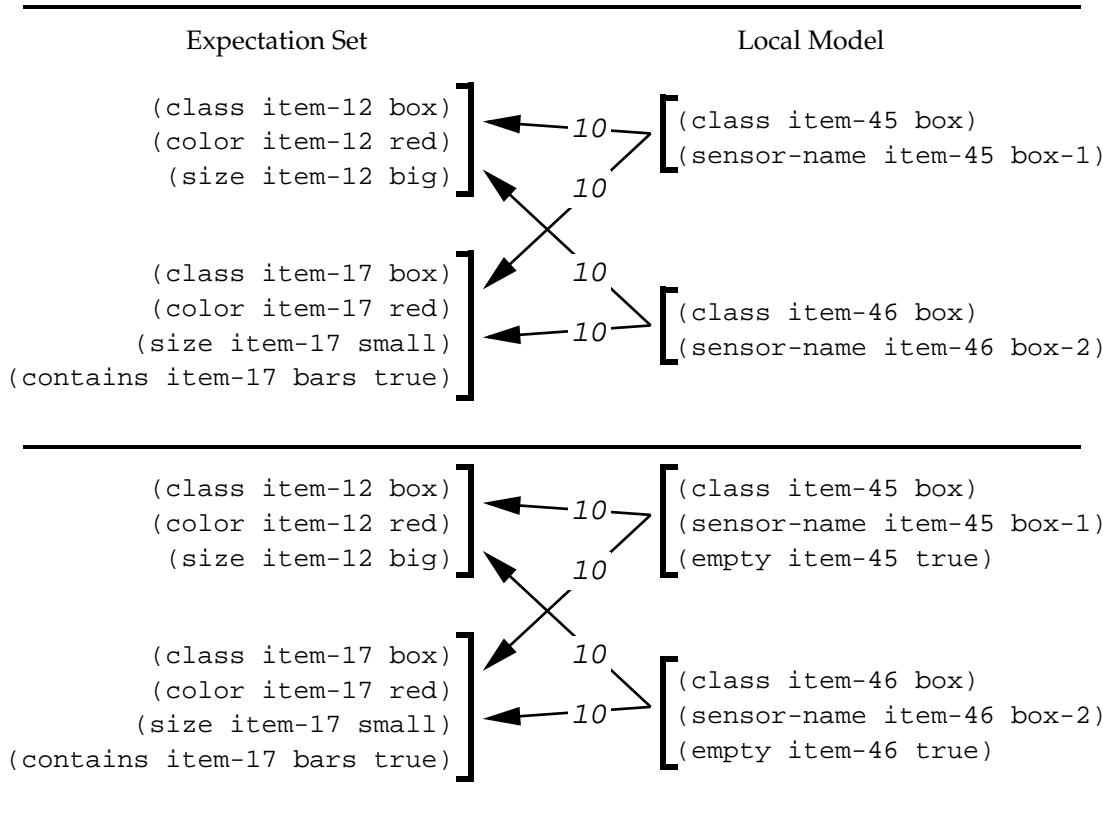 Expectation Set
Local Model
(class item-12 box)
(color item-12 red)
(size item-12 big)
10
10
(class item-45 box)
(sensor-name item-45 box-1)
(class item-17 box)
(color item-17 red)
(size item-17 small)
(contains item-17 bars true)
10
10
(class item-46 box)
(sensor-name item-46 box-2)
(class item-12 box)
(color item-12 red)
(size item-12 big)
10
10
(class item-45 box)
(sensor-name item-45 box-1)
(empty item-45 true)
(class item-17 box)
(color item-17 red)
(size item-17 small)
(contains item-17 bars true)
10
10
(class item-46 box)
(sensor-name item-46 box-2)
(empty item-46 true)